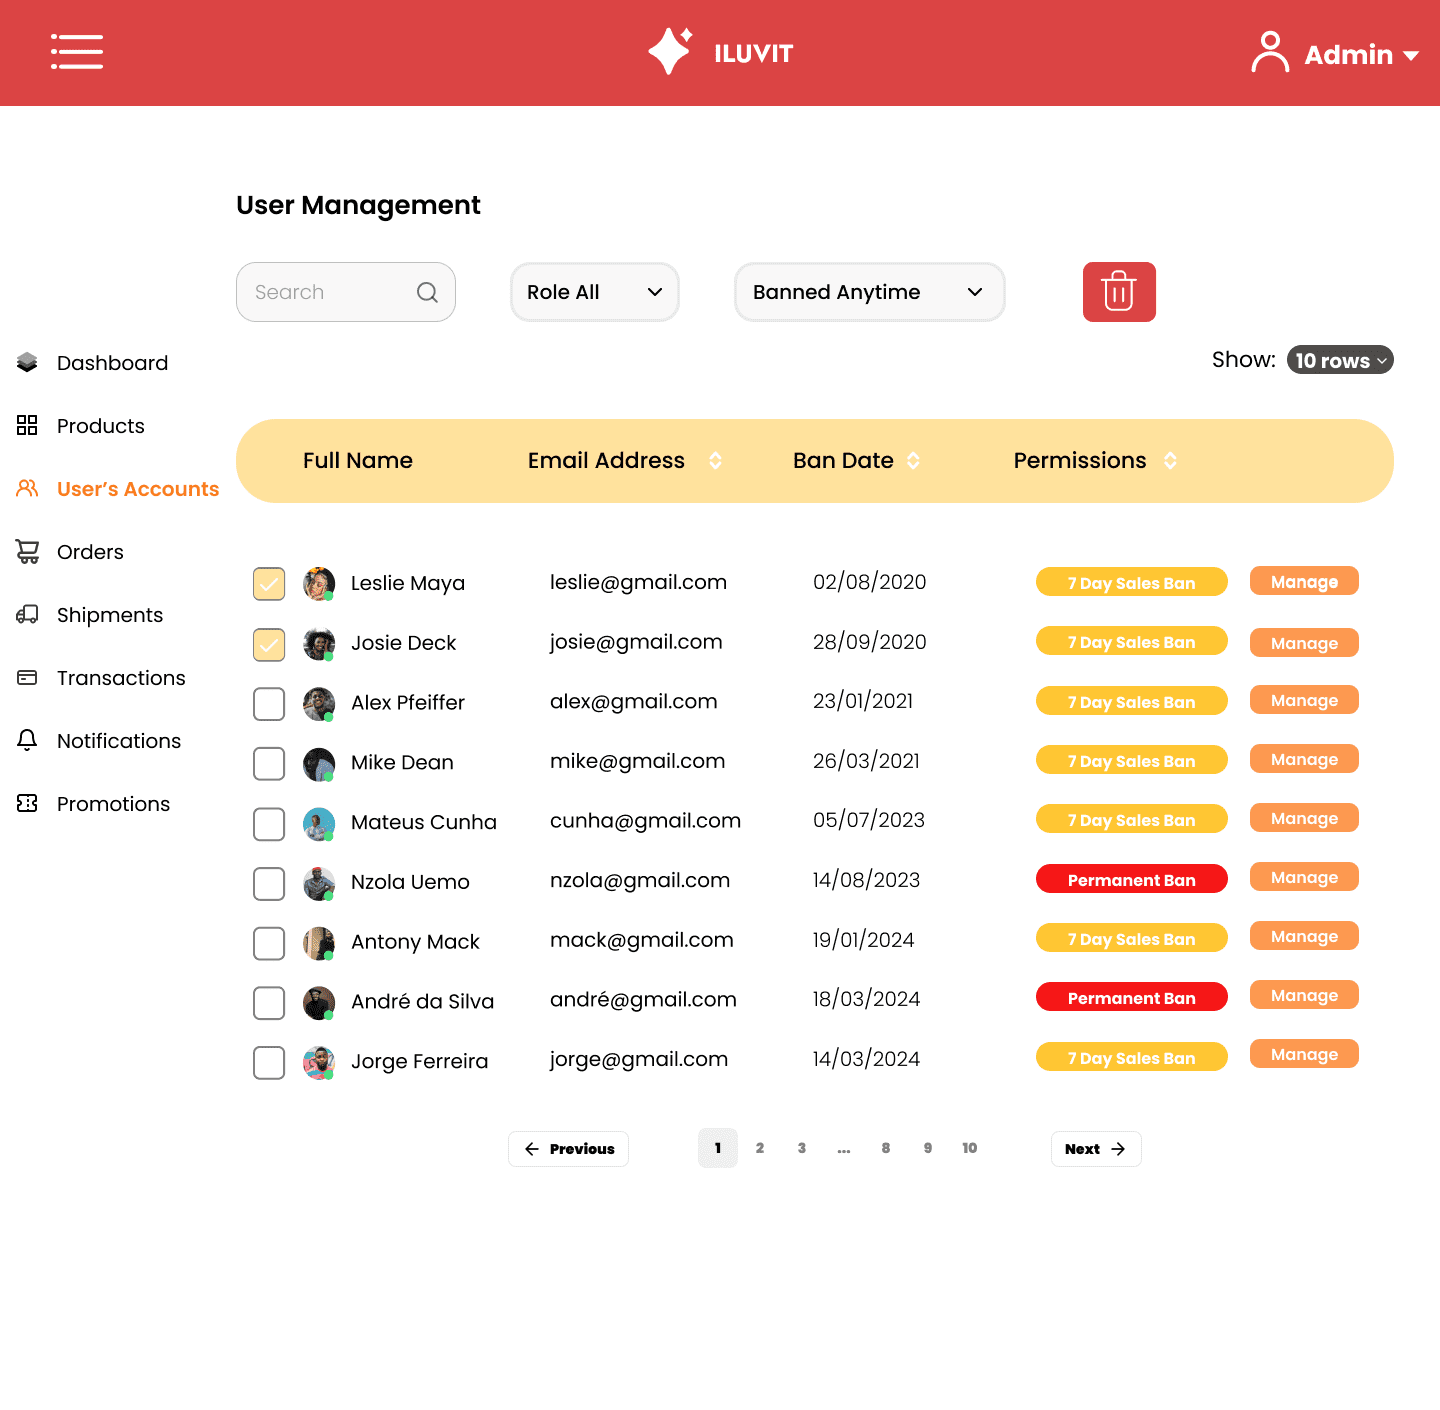 ILUVIT
Admin
User Management
Search
Role All
Banned Anytime
Show: 10 rows
Dashboard
Products
User’s Accounts
Orders
Shipments
Transactions
Notifications
Promotions
Full Name Email Address Ban Date Permissions
Leslie Maya leslie@gmail.com 02/08/2020 7 Day Sales Ban Manage
Josie Deck josie@gmail.com 28/09/2020 7 Day Sales Ban Manage
Alex Pfeiffer alex@gmail.com 23/01/2021 7 Day Sales Ban Manage
Mike Dean mike@gmail.com 26/03/2021 7 Day Sales Ban Manage
Mateus Cunha cunha@gmail.com 05/07/2023 7 Day Sales Ban Manage
Nzola Uemo nzola@gmail.com 14/08/2023 Permanent Ban Manage
Antony Mack mack@gmail.com 19/01/2024 7 Day Sales Ban Manage
André da Silva andré@gmail.com 18/03/2024 Permanent Ban Manage
Jorge Ferreira jorge@gmail.com 14/03/2024 7 Day Sales Ban Manage
Previous 1 2 3 ... 8 9 10 Next